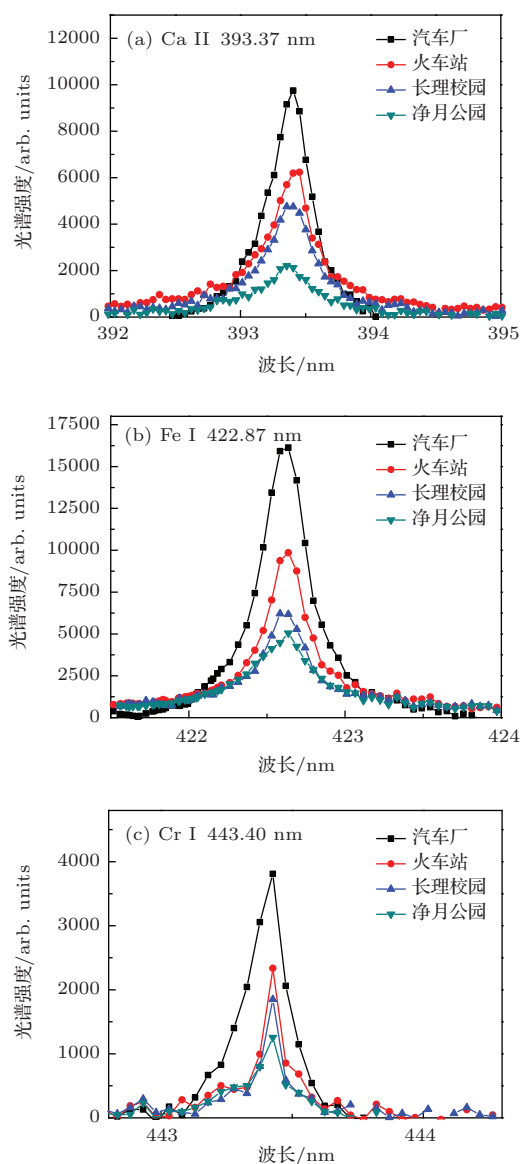 (a) Ca II 393.37 nm
汽车厂
火车站
长理校园
净月公园
光谱强度/arb. units
12000
10000
8000
6000
4000
2000
0
392
393
394
395
波长/nm
(b) Fe I 422.87 nm
汽车厂
火车站
长理校园
净月公园
光谱强度/arb. units
17500
15000
12500
10000
7500
5000
2500
0
422
423
424
波长/nm
(c) Cr I 443.40 nm
汽车厂
火车站
长理校园
净月公园
光谱强度/arb. units
4000
3000
2000
1000
0
443
444
波长/nm